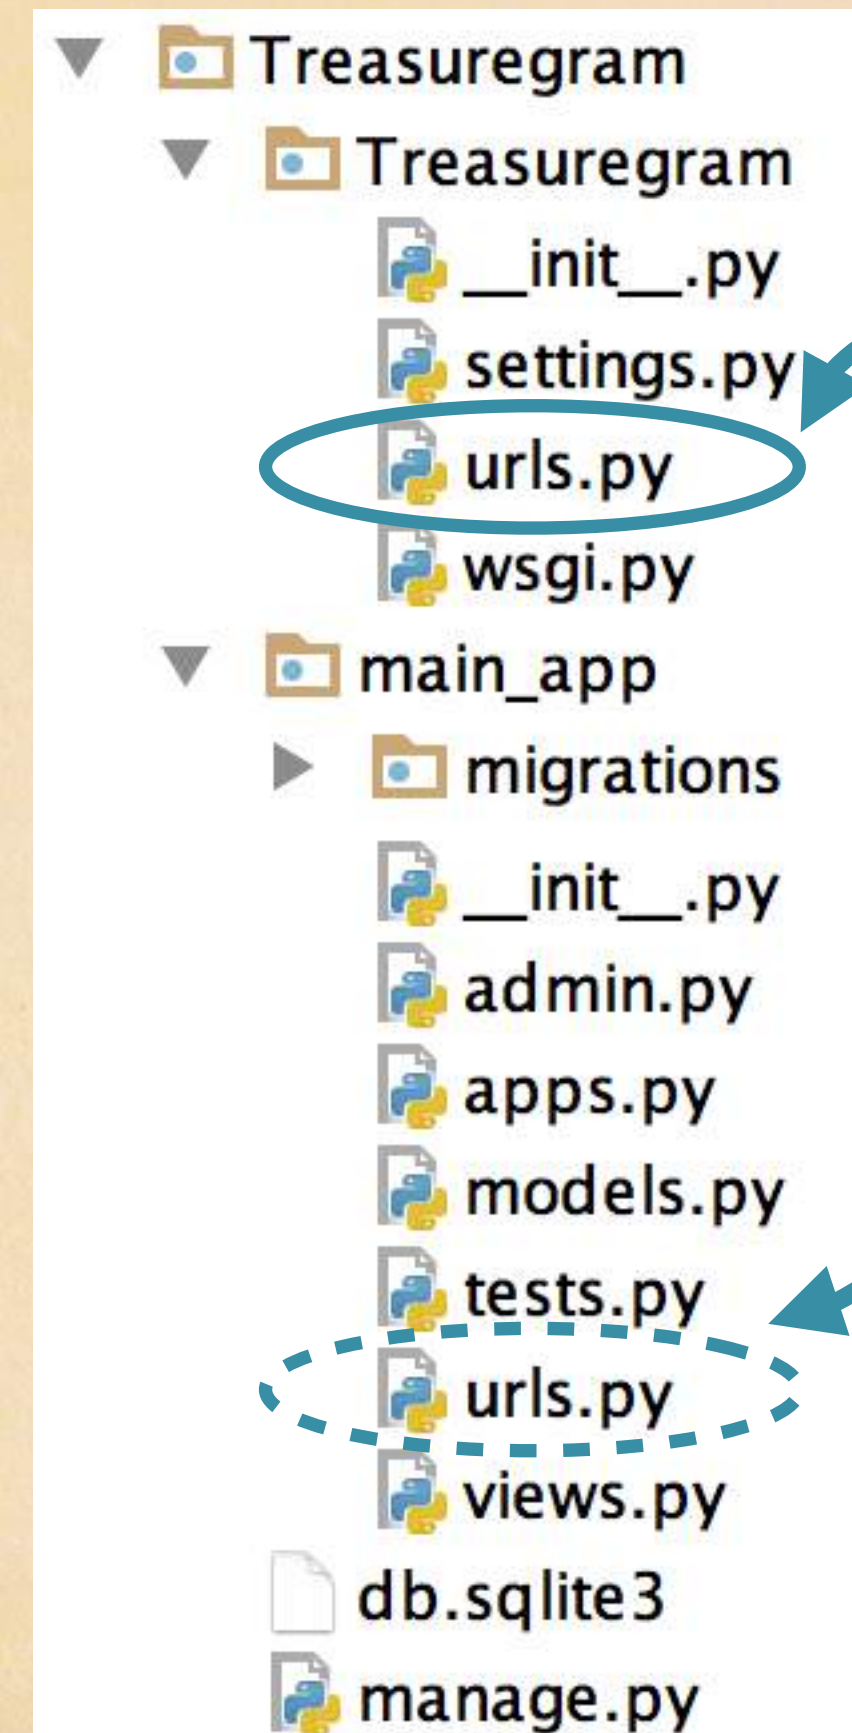 Treasuregram
Treasuregram
__init__.py
settings.py
urls.py
wsgi.py
main_app
migrations
__init__.py
admin.py
apps.py
models.py
tests.py
urls.py
views.py
db.sqlite3
manage.py